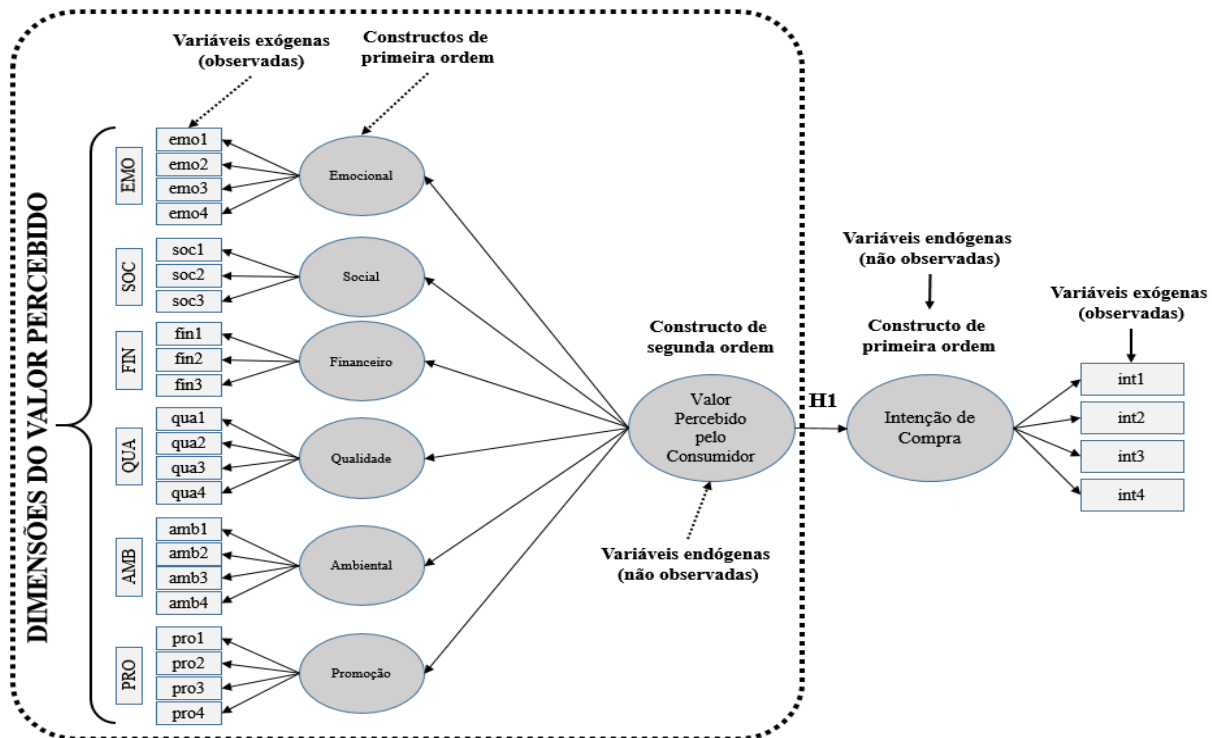 Variáveis exógenas
(observadas)
Constructos de
primeira ordem
DIMENSÕES DO VALOR PERCEBIDO
EMO
emo1
emo2
emo3
emo4
Emocional
SOC
soc1
soc2
soc3
Social
FIN
fin1
fin2
fin3
Financeiro
QUA
qua1
qua2
qua3
qua4
Qualidade
AMB
amb1
amb2
amb3
amb4
Ambiental
PRO
pro1
pro2
pro3
pro4
Promoção
Constructo de
segunda ordem
Valor
Percebido
pelo
Consumidor
Variáveis endógenas
(não observadas)
H1
Variáveis endógenas
(não observadas)
Constructo de
primeira ordem
Intenção de
Compra
Variáveis exógenas
(observadas)
int1
int2
int3
int4